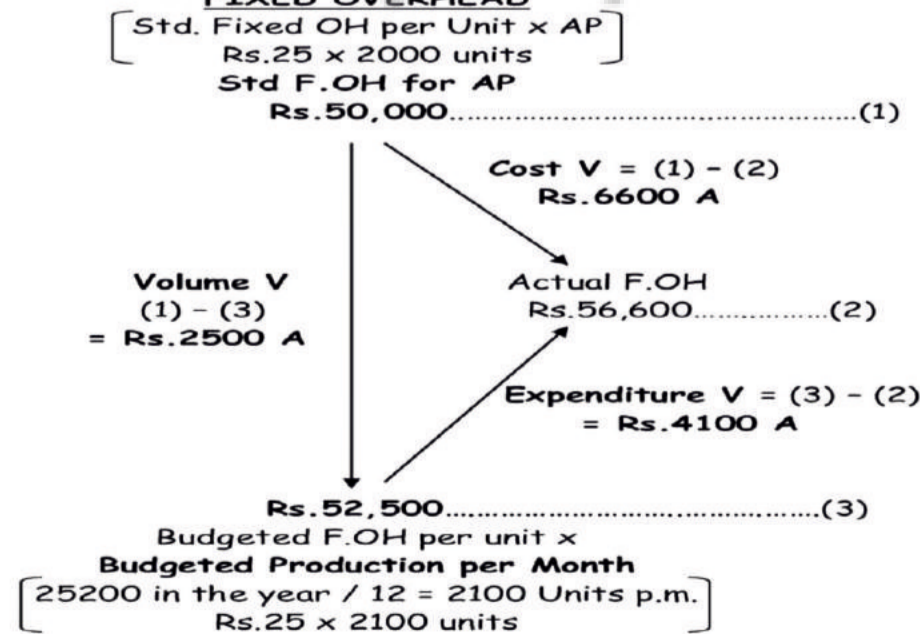 FIXED OVERHEAD
Std. Fixed OH per Unit x AP
Rs.25 x 2000 units
Std F.OH for AP
Rs.50,000..................................................(1)
Cost V = (1) - (2)
Rs.6600 A
Volume V
(1) - (3)
= Rs.2500 A
Actual F.OH
Rs.56,600................(2)
Expenditure V = (3) - (2)
= Rs.4100 A
Rs.52,500.............................................(3)
Budgeted F.OH per unit x
Budgeted Production per Month
25200 in the year / 12 = 2100 Units p.m.
Rs.25 x 2100 units